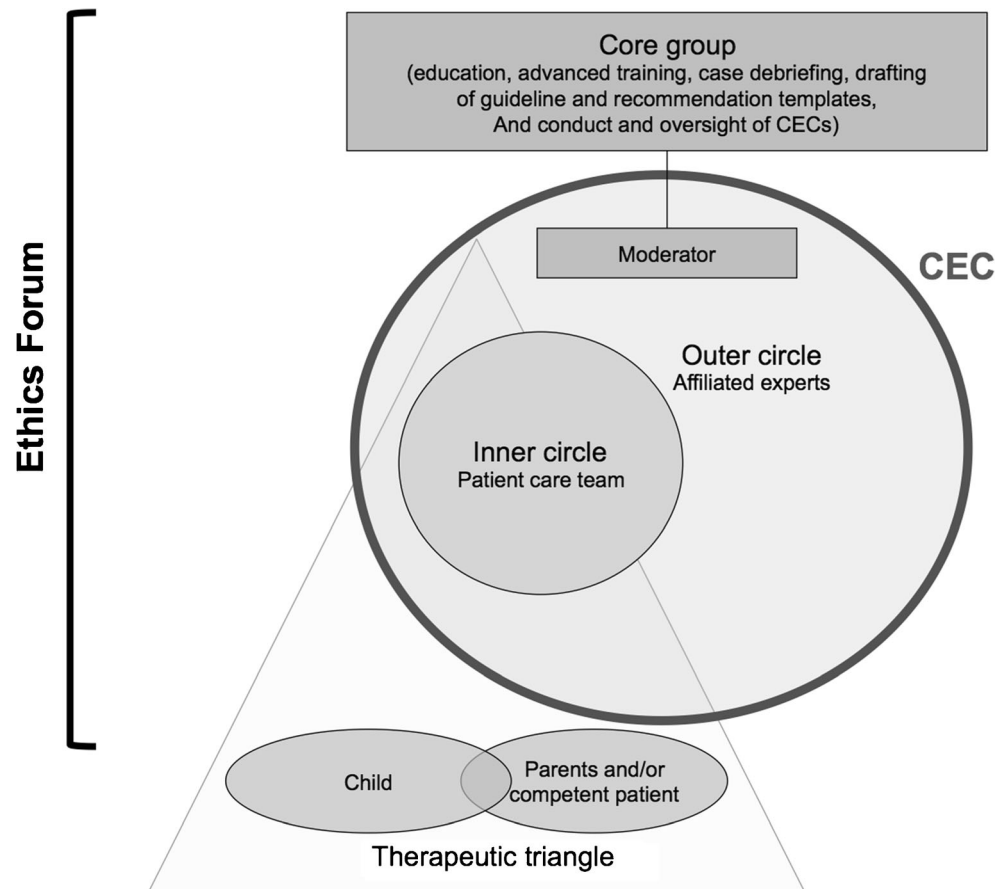 Core group
(education, advanced training, case debriefing, drafting
of guideline and recommendation templates,
And conduct and oversight of CECs)
Ethics Forum
Moderator
CEC
Outer circle
Affiliated experts
Inner circle
Patient care team
Child
Parents and/or
competent patient
Therapeutic triangle